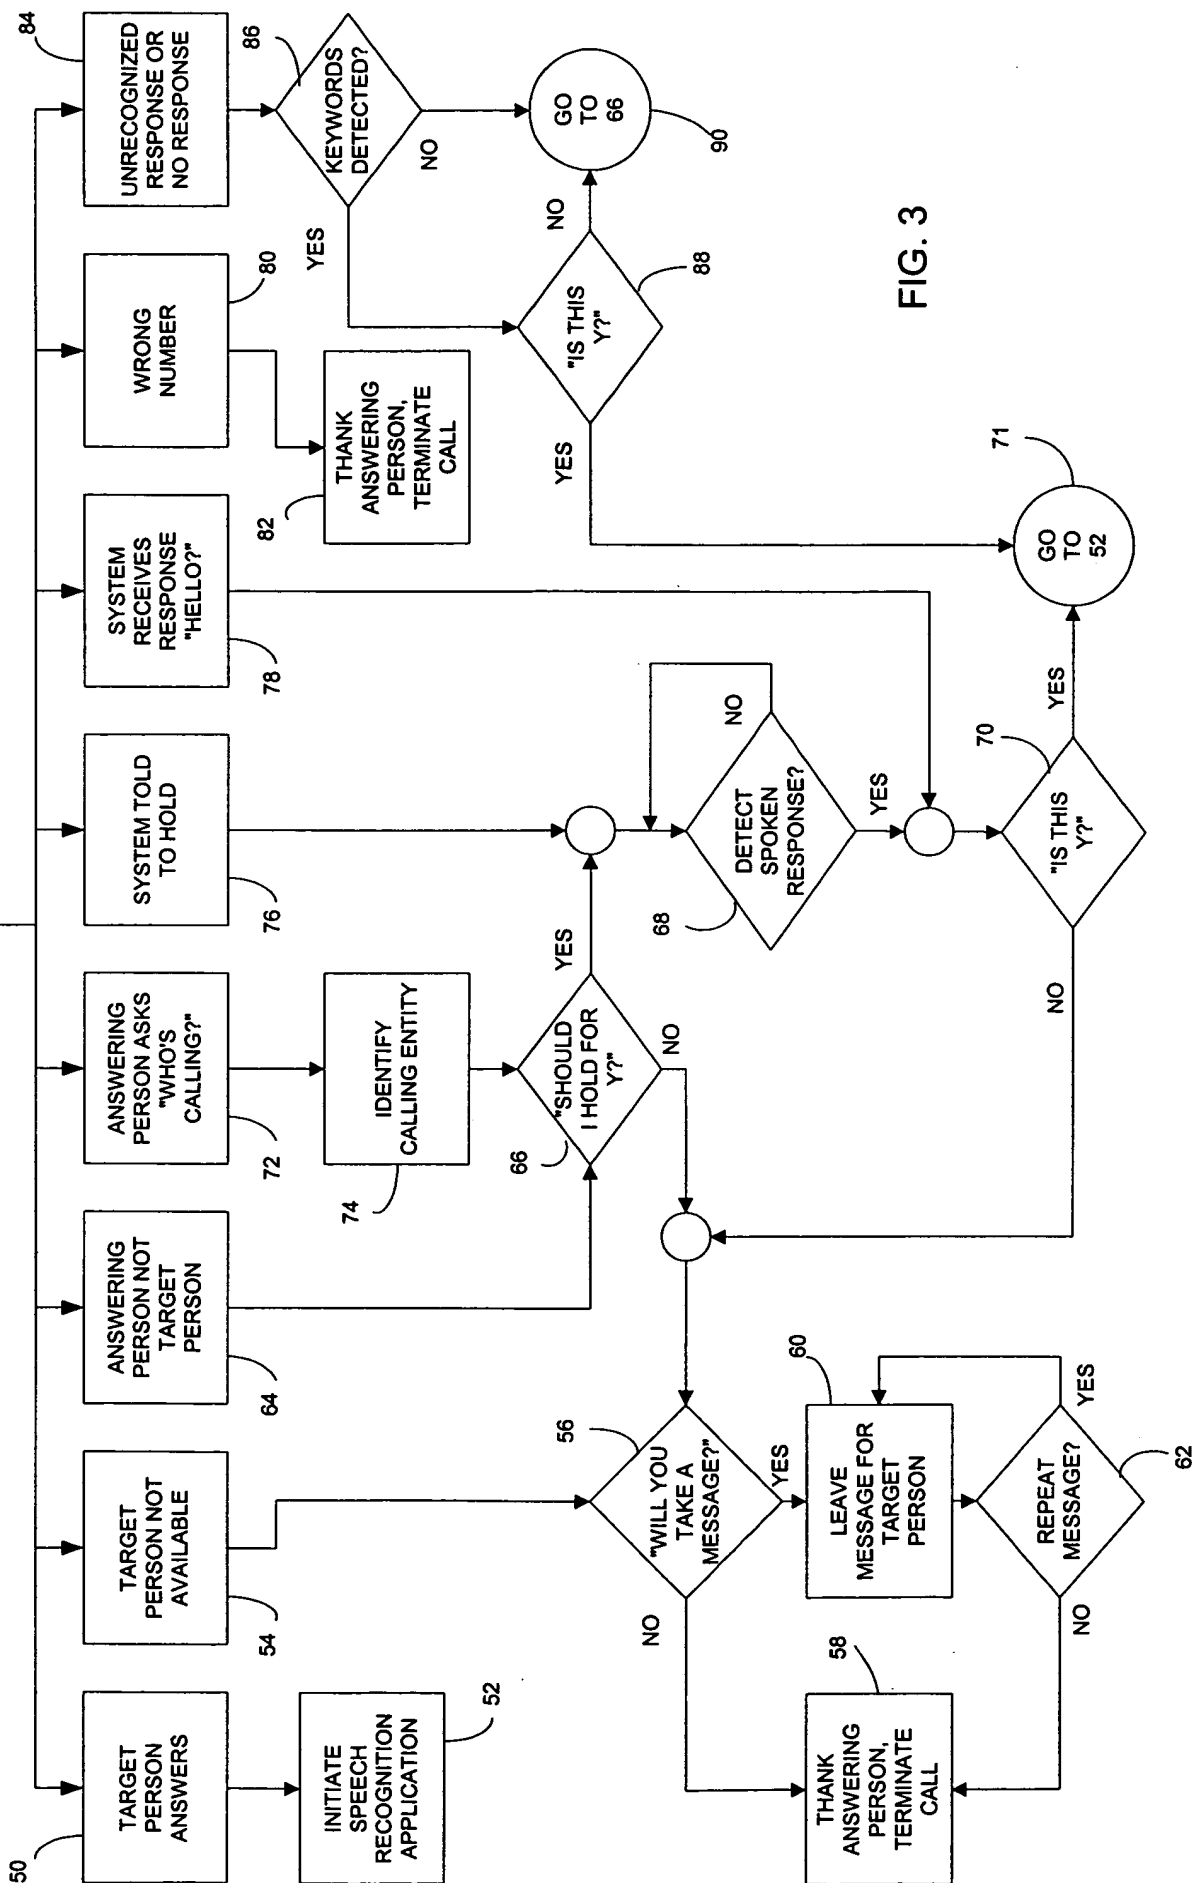 50
TARGET
PERSON
ANSWERS
INITIATE
SPEECH
RECOGNITION
APPLICATION
52
54
TARGET
PERSON NOT
AVAILABLE
56
"WILL YOU
TAKE A
MESSAGE?"
NO
YES
58
THANK
ANSWERING
PERSON,
TERMINATE
CALL
60
LEAVE
MESSAGE FOR
TARGET
PERSON
REPEAT
MESSAGE?
62
YES
NO
64
ANSWERING
PERSON NOT
TARGET
PERSON
72
ANSWERING
PERSON ASKS
"WHO'S
CALLING?"
74
IDENTIFY
CALLING ENTITY
66
"SHOULD
I HOLD FOR
Y?"
YES
NO
76
SYSTEM TOLD
TO HOLD
68
DETECT
SPOKEN
RESPONSE?
NO
YES
78
SYSTEM
RECEIVES
RESPONSE
"HELLO?"
70
"IS THIS
Y?"
YES
NO
71
GO
TO
52
80
WRONG
NUMBER
82
THANK
ANSWERING
PERSON,
TERMINATE
CALL
84
UNRECOGNIZED
RESPONSE OR
NO RESPONSE
86
KEYWORDS
DETECTED?
YES
NO
"IS THIS
Y?"
88
YES
NO
GO
TO
66
90
FIG. 3